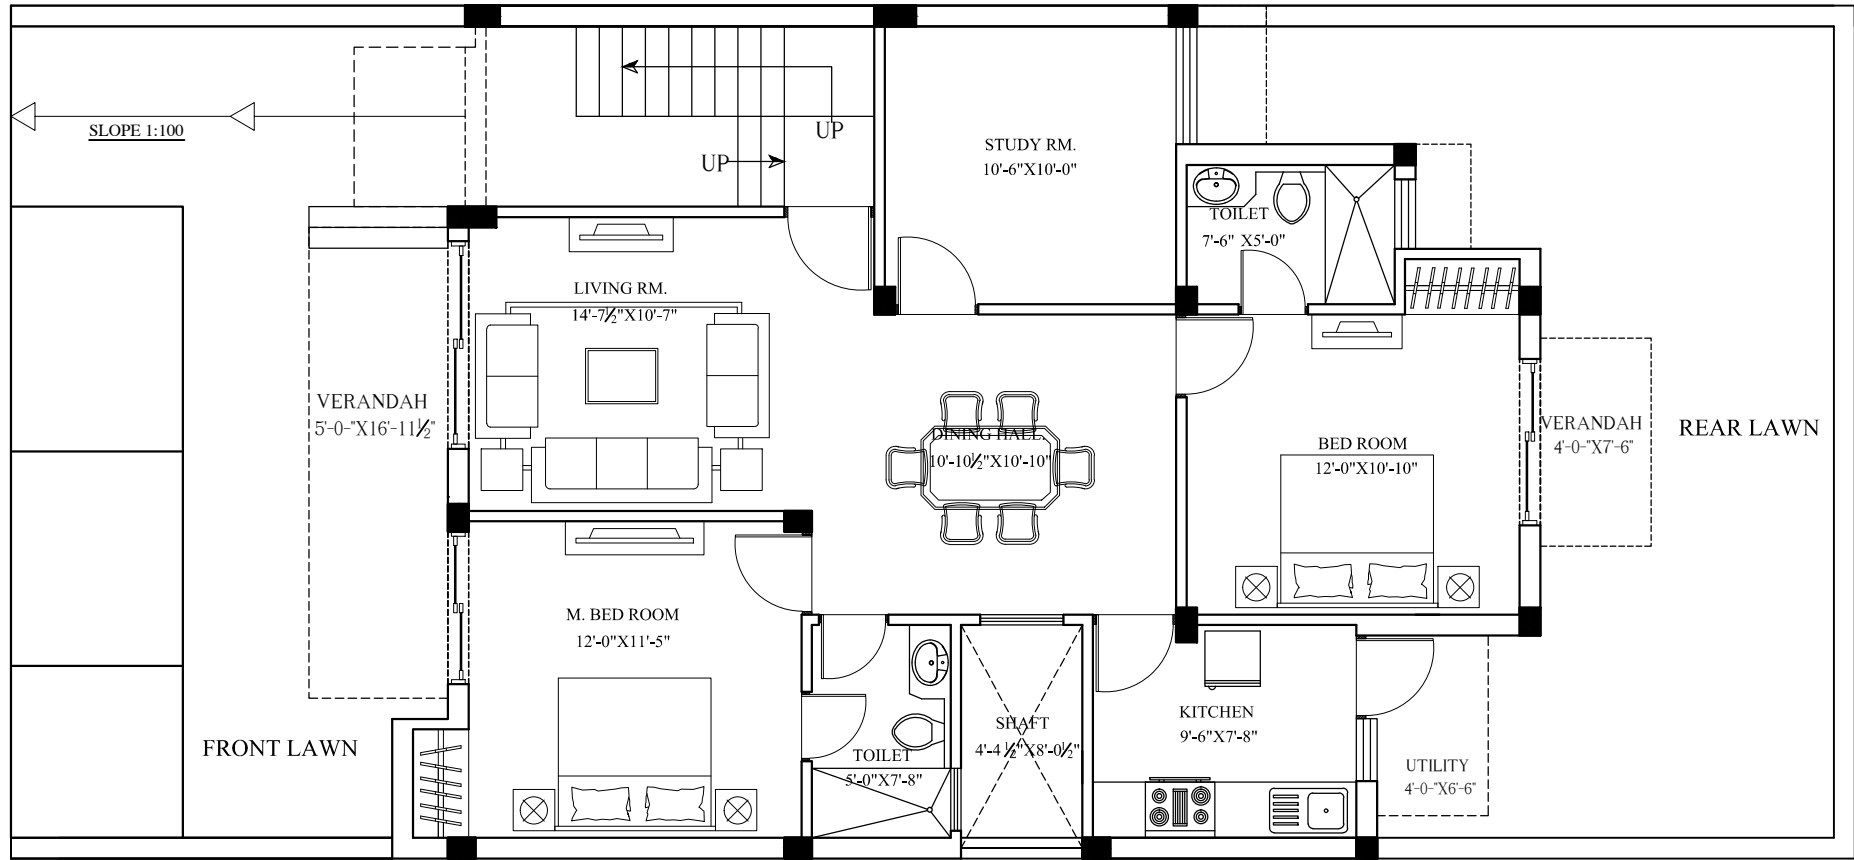 SLOPE 1:100
UP
UP
STUDY RM.
10'-6"X10'-0"
TOILET
7'-6" X5'-0"
LIVING RM.
14'-7½"X10'-7"
VERANDAH
5'-0-"X16'-11½"
DINING HALL
10'-10½"X10'-10"
BED ROOM
12'-0"X10'-10"
VERANDAH
4'-0-"X7'-6"
REAR LAWN
M. BED ROOM
12'-0"X11'-5"
FRONT LAWN
TOILET
5'-0"X7'-8"
SHAFT
4'-4 ½"X8'-0½"
KITCHEN
9'-6"X7'-8"
UTILITY
4'-0-"X6'-6"